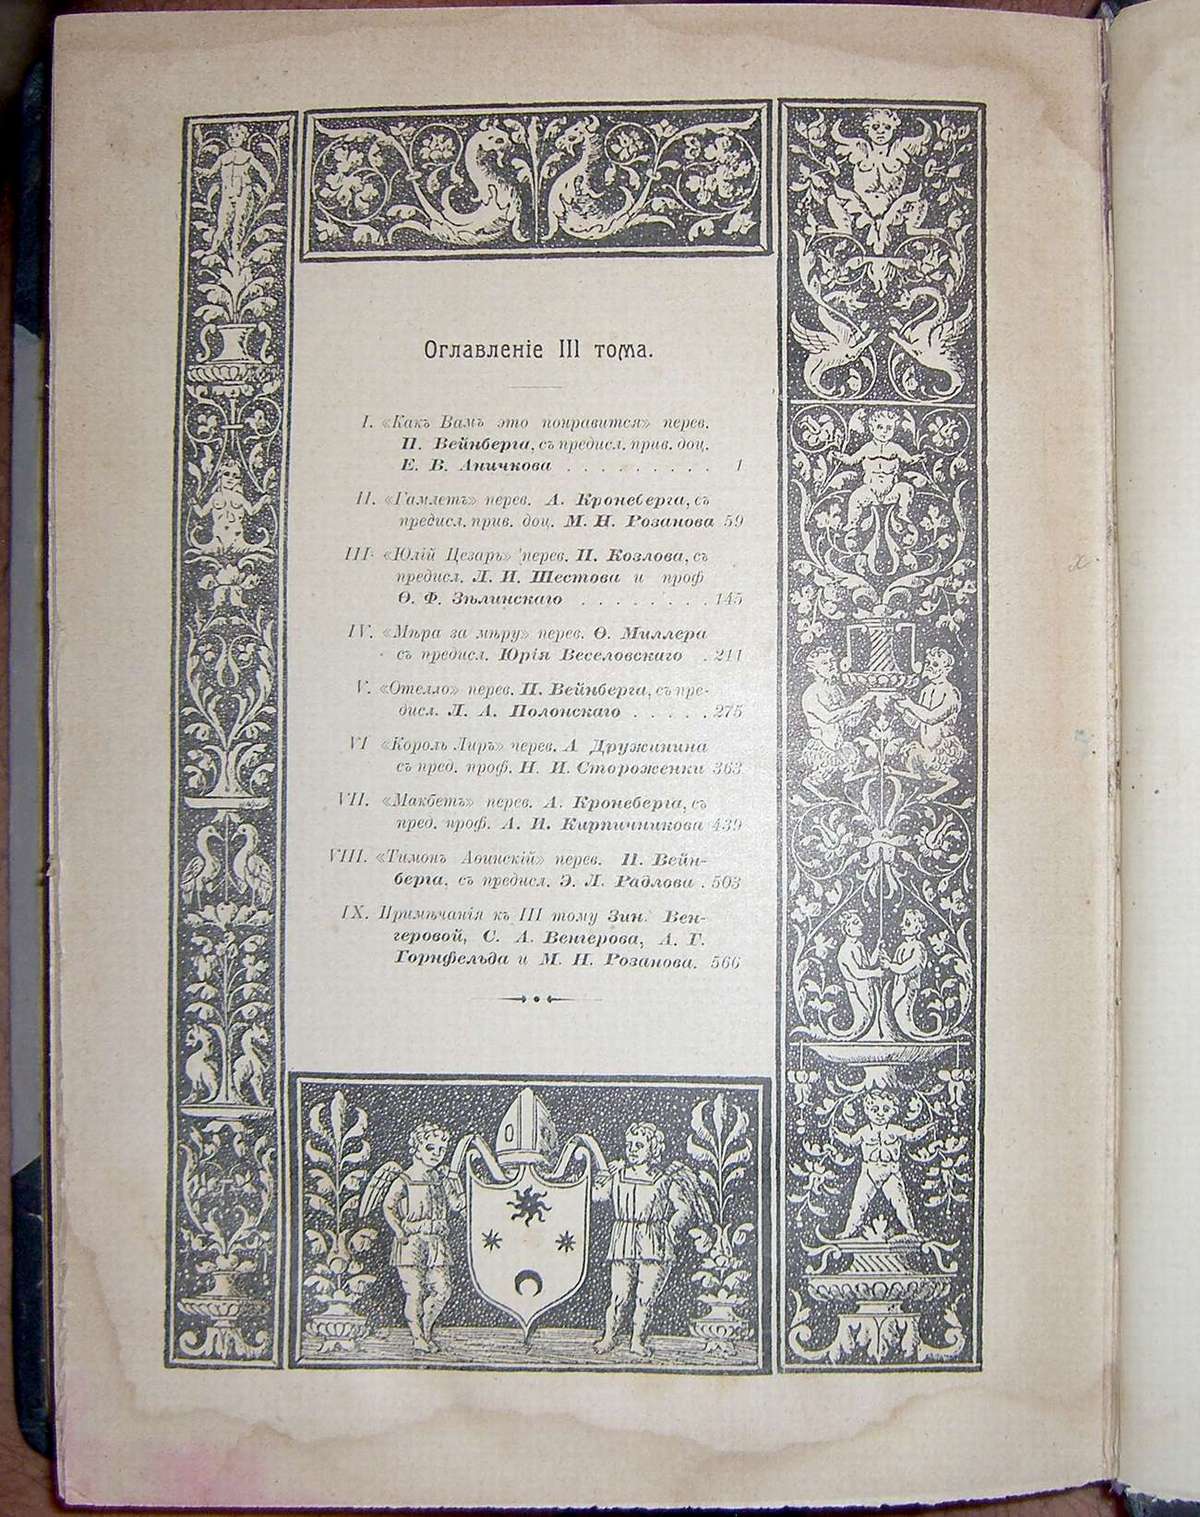 Оглавленіе III тома.
I. «Какъ Вамъ это понравится» перев.
П. Вейнберга, съ предисл. прив. доц.
Е. В. Аничкова . . . . . . . . . 1
II. «Гамлетъ» перев. А. Кронеберга, съ
предисл. прив. доц. М. Н. Розанова 59
III. «Юлій Цезарь» перев. П. Козлова, съ
предисл. Л. И. Шестова и проф
Ѳ. Ф. Зѣлинскаго . . . . . . . . 145
IV. «Мѣра за мѣру» перев. Ѳ. Миллера
съ предисл. Юрія Веселовскаго . 211
V. «Отелло» перев. П. Вейнберга, съ пре-
дисл. Л. А. Полонскаго . . . . . 275
VI «Король Лиръ» перев. А Дружинина
съ пред. проф. Н. И. Стороженки 363
VII. «Макбетъ» перев. А. Кронеберга, съ
пред. проф. А. И. Кирпичникова 439
VIII. «Тимонъ Аѳинскій» перев. П. Вейн-
берга, съ предисл. Э. Л. Радлова . 503
IX. Примѣчанія къ III тому Зин. Вен-
геровой, С. А. Венгерова, А. Г.
Горнфельда и М. Н. Розанова. 566